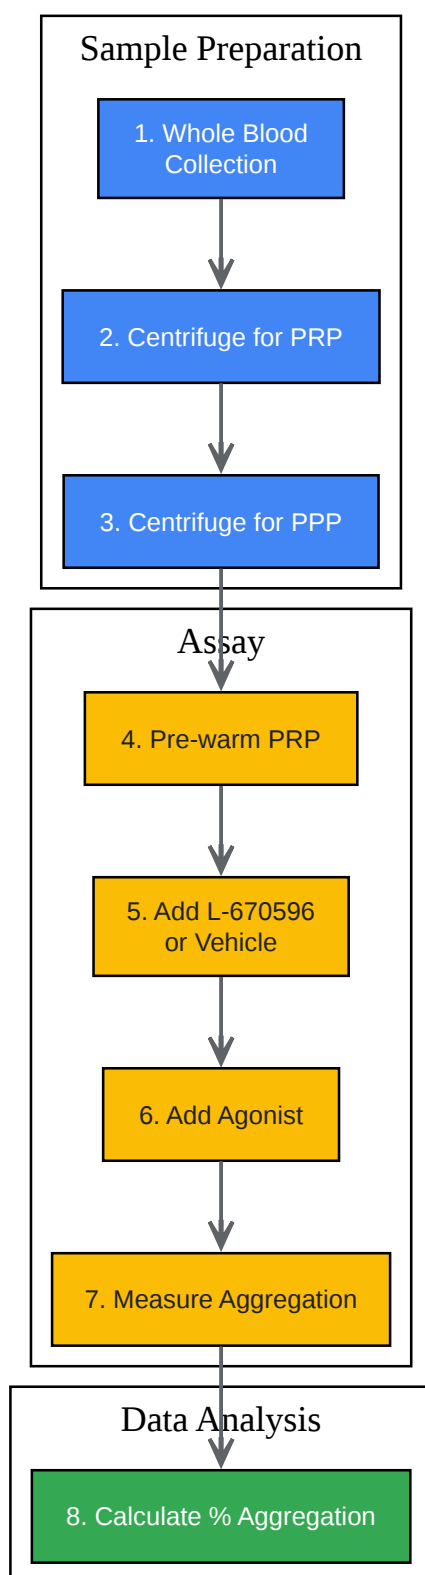 Sample Preparation
1. Whole Blood
Collection
2. Centrifuge for PRP
3. Centrifuge for PPP
Assay
4. Pre-warm PRP
5. Add L-670596
or Vehicle
6. Add Agonist
7. Measure Aggregation
Data Analysis
8. Calculate % Aggregation